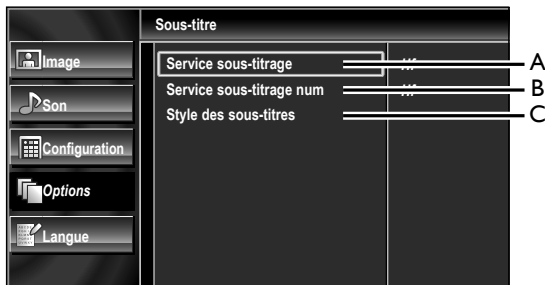 Sous-titre
Image
Son
Configuration
Options
Langue
Service sous-titrage
Service sous-titrage num
Style des sous-titres
A
B
C